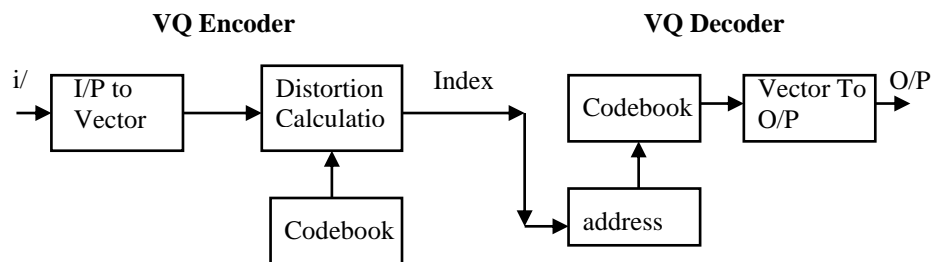 VQ Encoder
VQ Decoder
i/
I/P to
Vector
Distortion
Calculatio
Index
Codebook
Codebook
address
Vector To
O/P
O/P